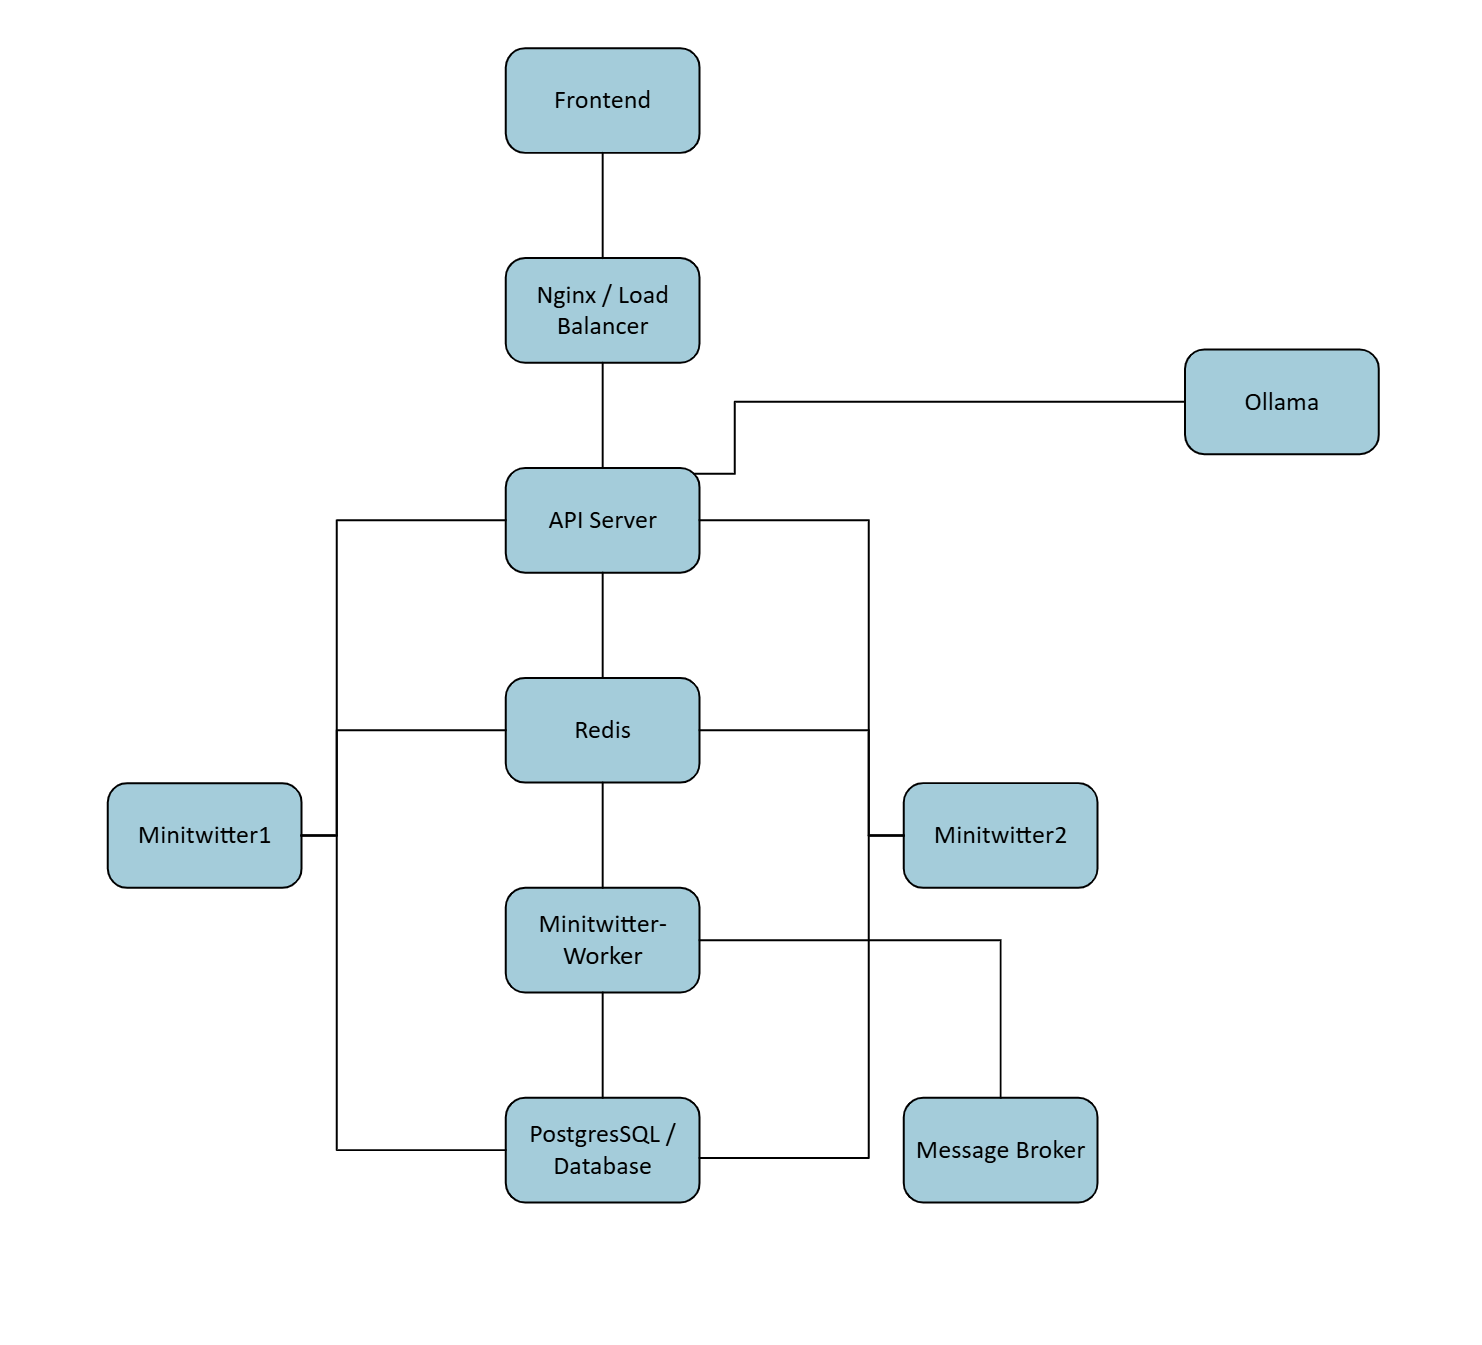 Frontend
Nginx / Load
Balancer
Ollama
API Server
Redis
Minitwitter1
Minitwitter2
Minitwitter-
Worker
PostgresSQL /
Database
Message Broker